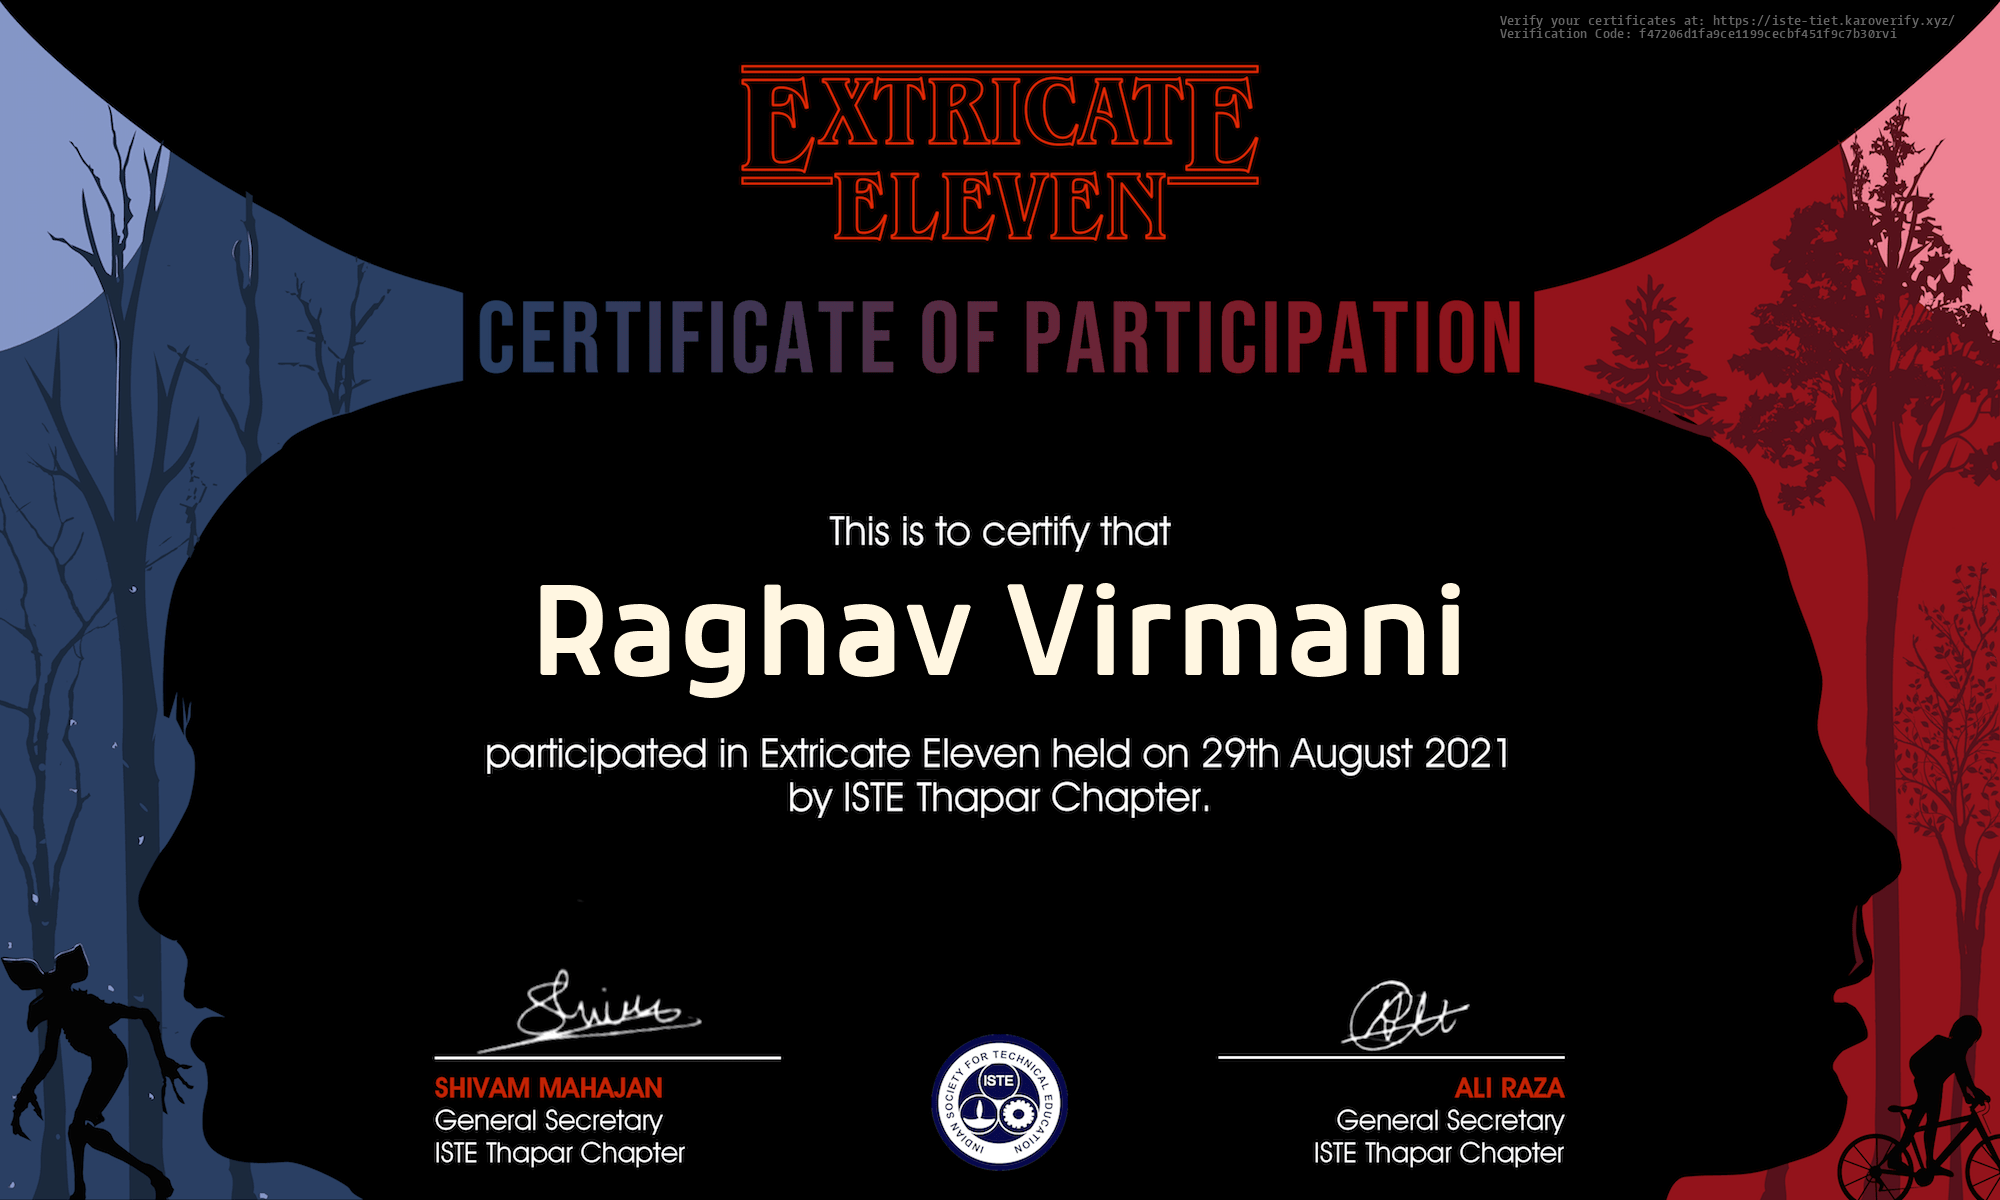 Verify your certificates at: https://iste-tiet.karoverify.xyz/
Verification Code: f47206d1fa9ce1199cecbf451f9c7b30rvi
EXTRICATE
ELEVEN
CERTIFICATE OF PARTICIPATION
This is to certify that
Raghav Virmani
participated in Extricate Eleven held on 29th August 2021
by ISTE Thapar Chapter.
SHIVAM MAHAJAN
General Secretary
ISTE Thapar Chapter
INDIAN SOCIETY FOR TECHNICAL EDUCATION
ISTE
ALI RAZA
General Secretary
ISTE Thapar Chapter